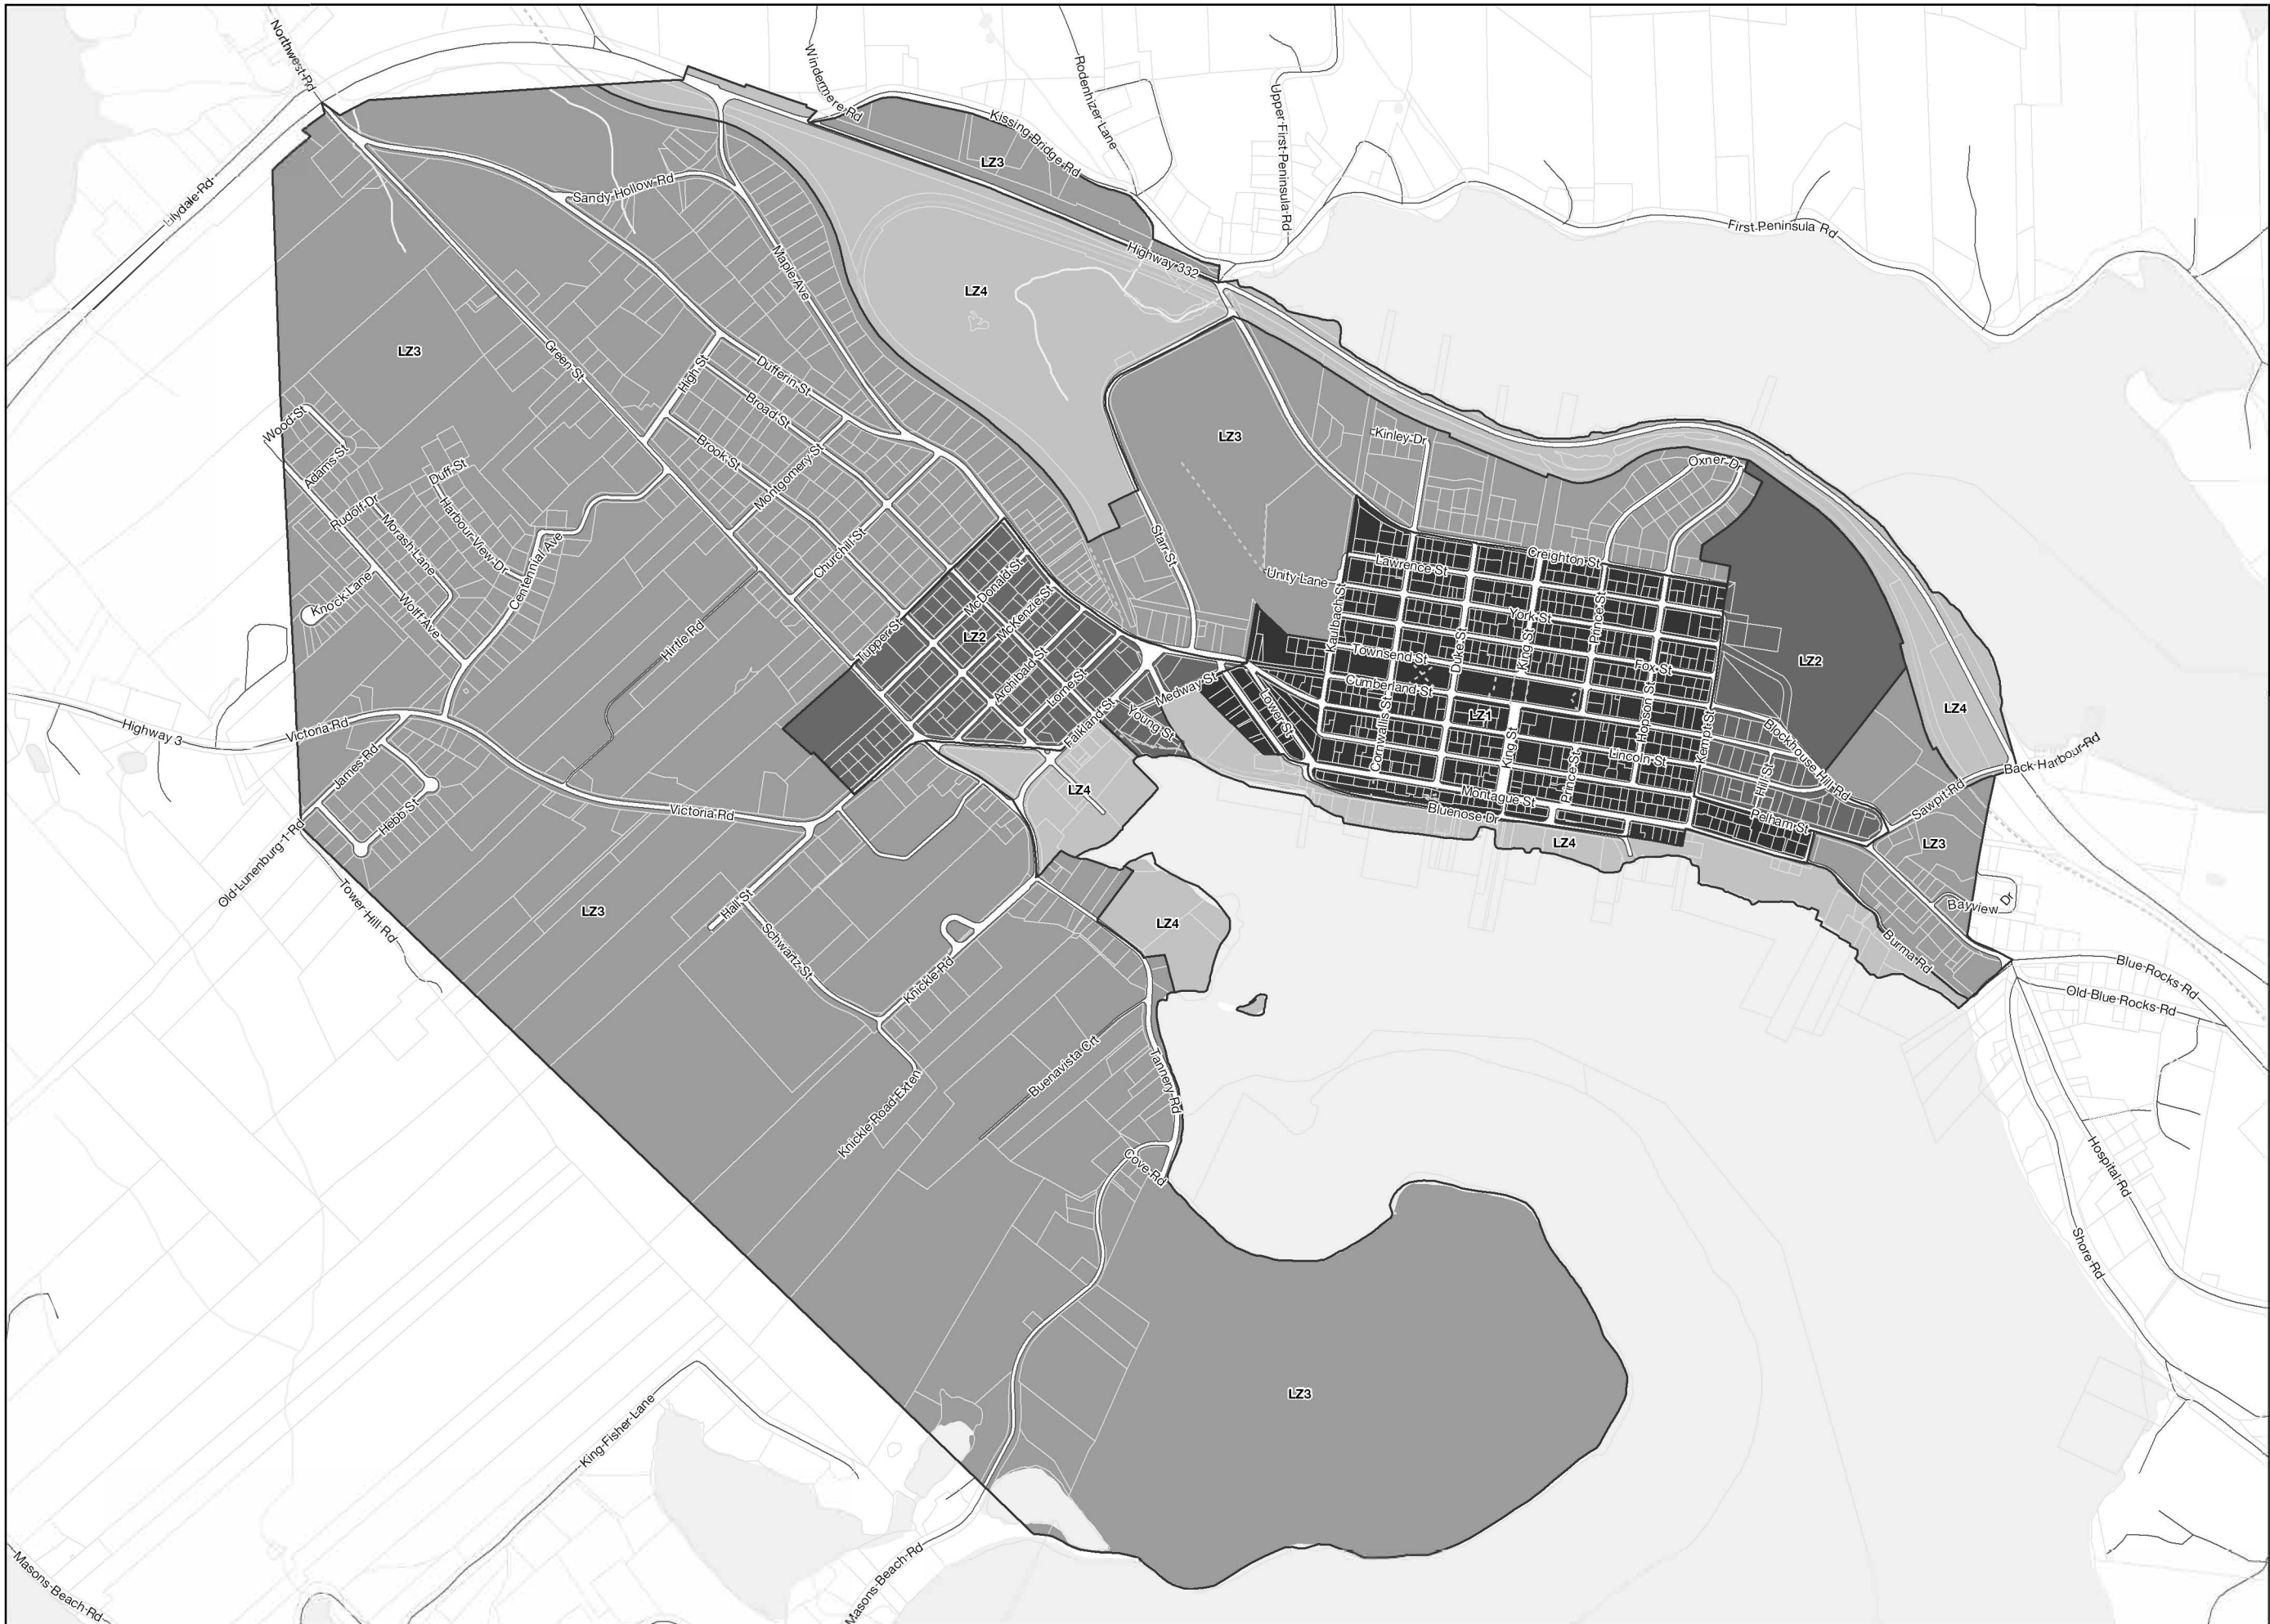 Northwest Rd
Windermere Rd
Rodenhizer Lane
Upper First Peninsula Rd
Kissing Bridge Rd
LZ3
Lilydale Rd
Sandy Hollow Rd
First Peninsula Rd
Highway 332
Maple Ave
LZ4
LZ3
Green St
High St
Dufferin St
Broad St
Wood St
Kinley Dr
LZ3
Brook St
Montgomery St
Adams St
Duff St
Oxner Dr
Rudolf Dr
Morash Lane
Harbour View Dr
Centennial Ave
Churchill St
Starr St
Creighton St
Lawrence St
Unity Lane
Knock Lane
Wolff Ave
McDonald St
McKenzie St
Kaulbach St
York St
Prince St
Hirtle Rd
Tupper St
LZ2
Townsend St
Duke St
King St
Fox St
LZ2
Archibald St
Lorne St
Medway St
Cumberland St
Lower St
Falkland St
Young St
Cornwallis St
LZ1
Hopson St
Kempt St
LZ4
Highway 3
Victoria Rd
James Rd
King St
Lincoln St
Blockhouse Hill Rd
Back Harbour Rd
Hebb St
Victoria Rd
LZ4
Prince St
Hill St
Montague St
Bluenose D
Pelham St
Sawpit Rd
LZ4
LZ3
Old Lunenburg 1 Rd
Tower Hill Rd
LZ3
Hall St
Schwartz St
LZ4
Bayview Dr
Burma Rd
Knickle Rd
Blue Rocks Rd
Old Blue Rocks Rd
Buenavista Crt
Tannery Rd
Knickle Road Exten
Cove Rd
Hospital Rd
Shore Rd
LZ3
King Fisher Lane
Masons Beach Rd
Masons Beach Rd